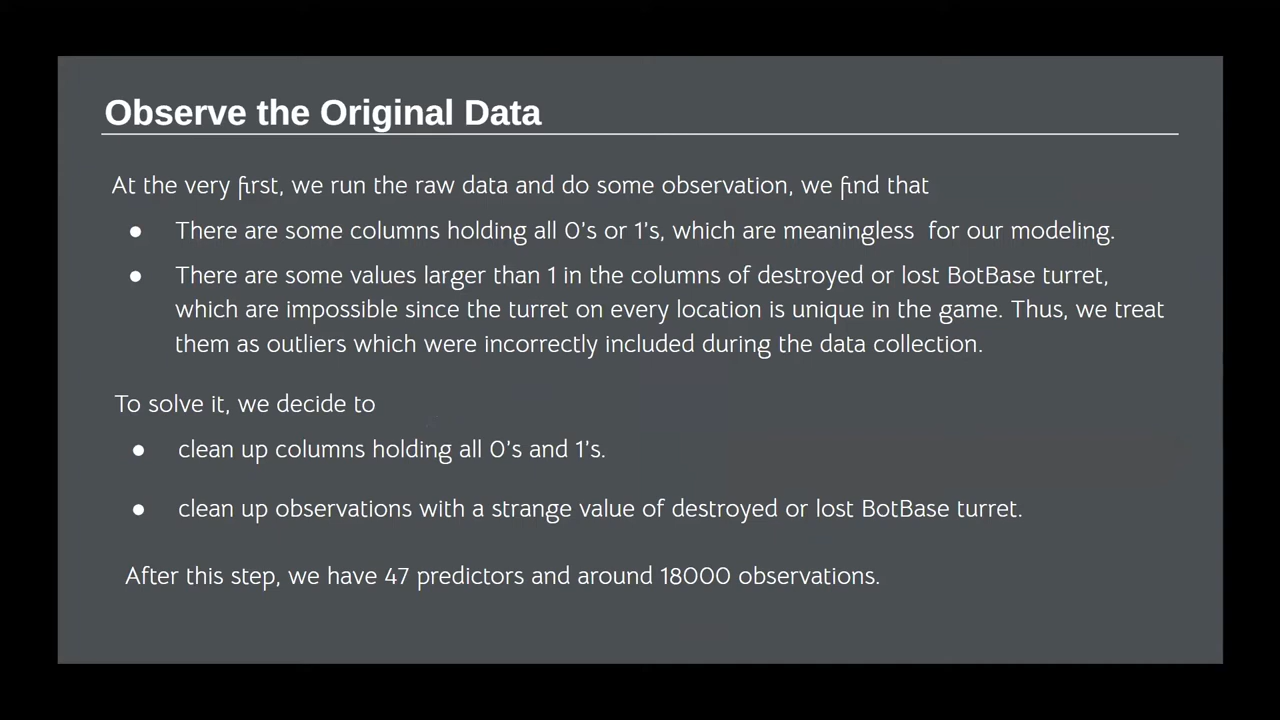 Observe the Original Data
At the very first, we run the raw data and do some observation, we find that
● There are some columns holding all 0's or 1's, which are meaningless for our modeling.
● There are some values larger than 1 in the columns of destroyed or lost BotBase turret,
which are impossible since the turret on every location is unique in the game. Thus, we treat
them as outliers which were incorrectly included during the data collection.
To solve it, we decide to
● clean up columns holding all 0's and 1's.
● clean up observations with a strange value of destroyed or lost BotBase turret.
After this step, we have 47 predictors and around 18000 observations.